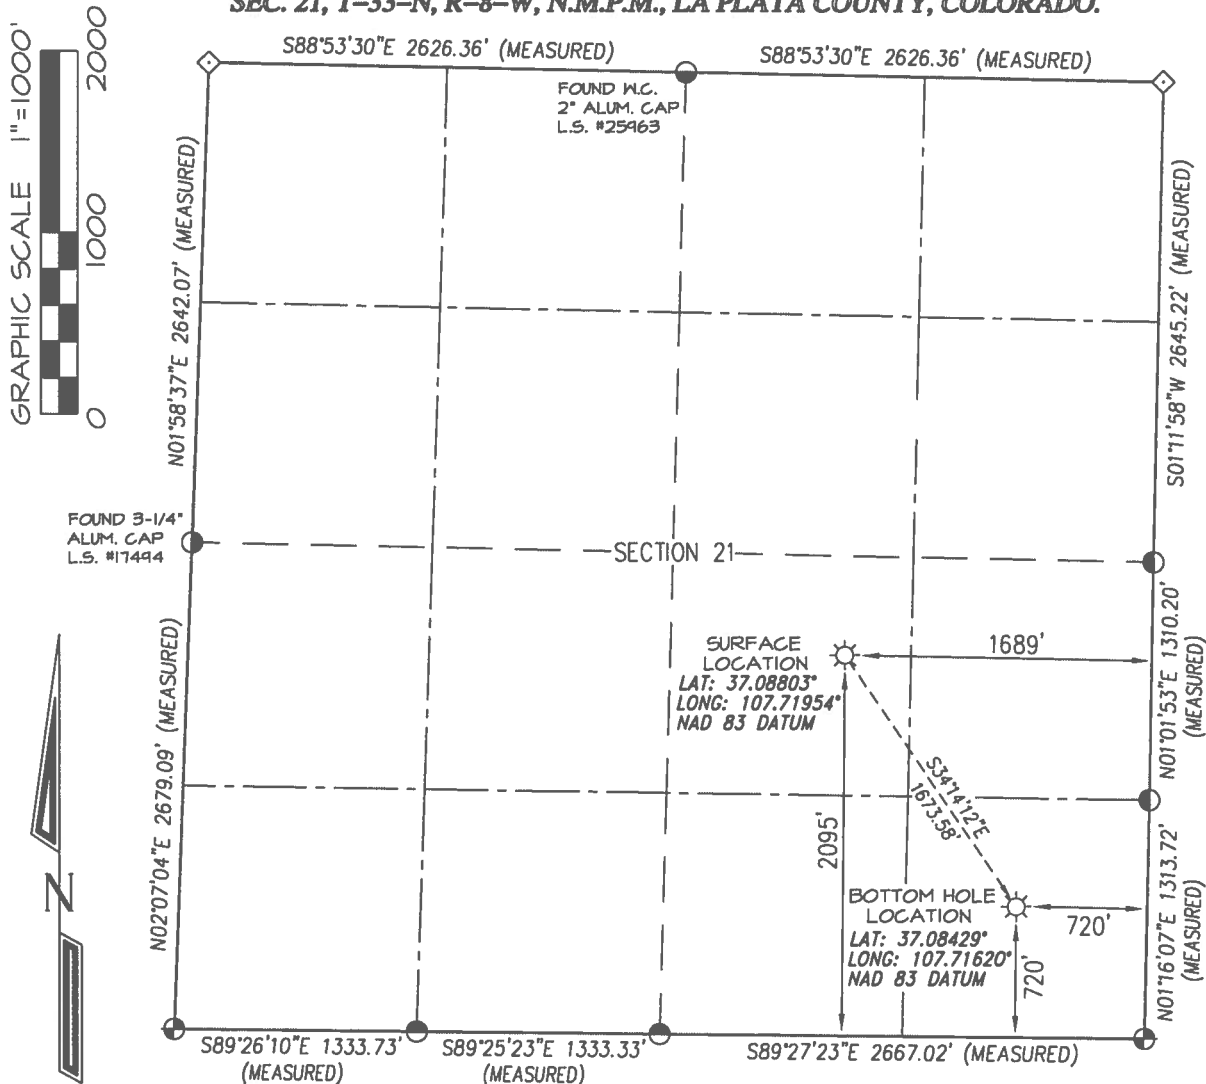 SEC. 21, T-33-N, R-8-W, N.M.P.M., LA PLATA COUNTY, COLORADO.
GRAPHIC SCALE 1"=1000'
0
1000
2000
S88°53'30"E 2626.36' (MEASURED)
S88°53'30"E 2626.36' (MEASURED)
FOUND W.C.
2" ALUM. CAP
L.S. #25963
N01°58'37"E 2642.07' (MEASURED)
S01°11'58"W 2645.22' (MEASURED)
FOUND 3-1/4"
ALUM. CAP
L.S. #17494
SECTION 21
N02°07'04"E 2679.09' (MEASURED)
SURFACE
LOCATION
LAT: 37.08803°
LONG: 107.71954°
NAD 83 DATUM
1689'
N01°01'53"E 1310.20'
(MEASURED)
S34°14'12"E
1673.58'
2095'
BOTTOM HOLE
LOCATION
LAT: 37.08429°
LONG: 107.71620°
NAD 83 DATUM
720'
720'
N01°16'07"E 1313.72'
(MEASURED)
N
S89°26'10"E 1333.73'
(MEASURED)
S89°25'23"E 1333.33'
(MEASURED)
S89°27'23"E 2667.02' (MEASURED)